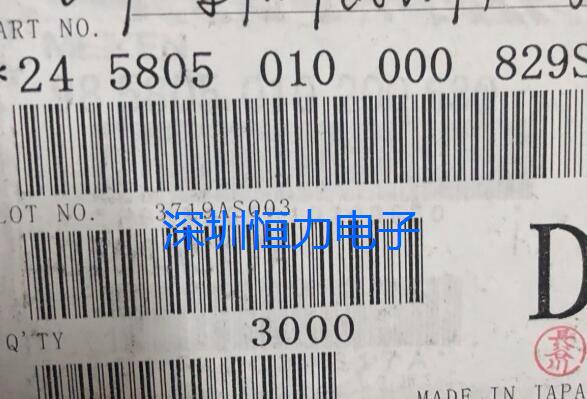 ART NO.
*24 5805 010 000 829S
LOT NO. 3719AS003
深圳恒力电子
D
Q'TY 3000
MADE IN JAPA